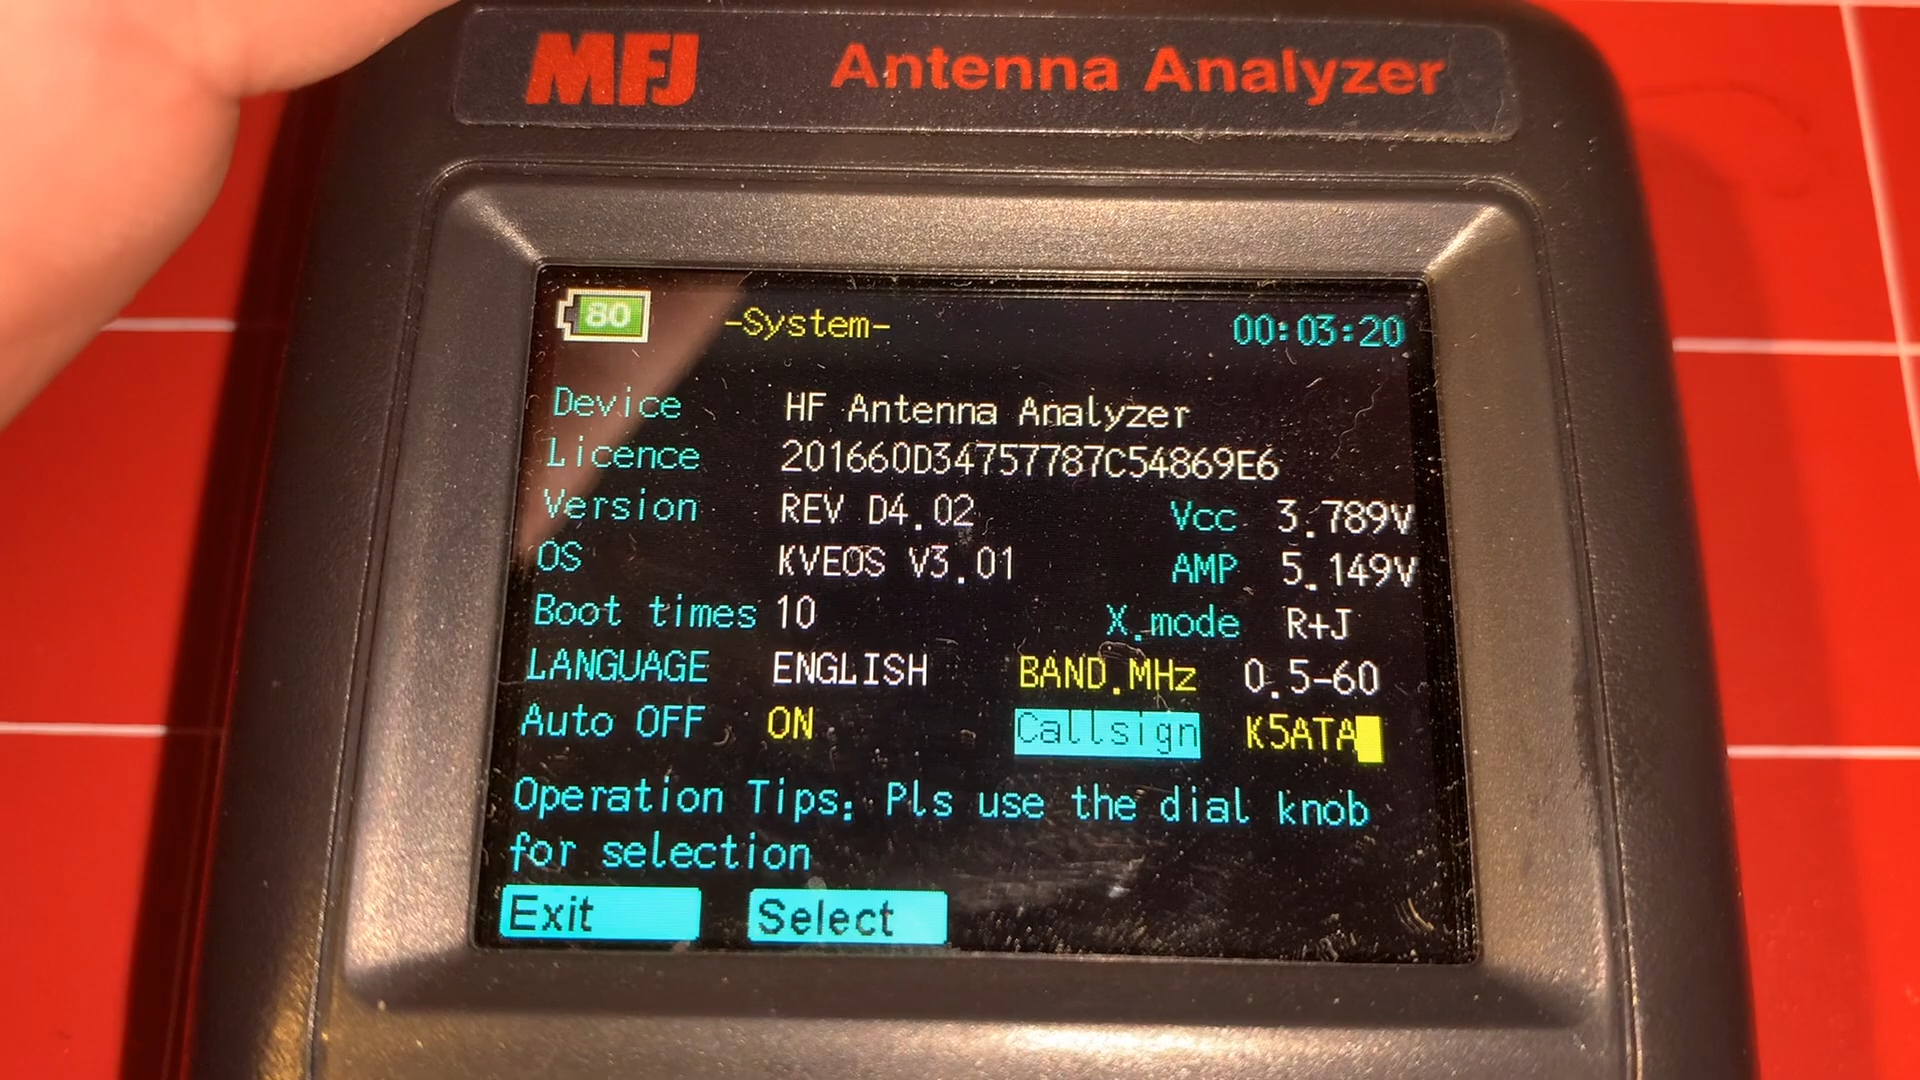 MFJ Antenna Analyzer
80 -System- 00:03:20
Device HF Antenna Analyzer
Licence 201660D34757787C54869E6
Version REV D4.02 Vcc 3.789V
OS KVEOS V3.01 AMP 5.149V
Boot times 10 X.mode R+J
LANGUAGE ENGLISH BAND.MHz 0.5-60
Auto OFF ON Callsign K5ATA
Operation Tips: Pls use the dial knob
for selection
Exit Select